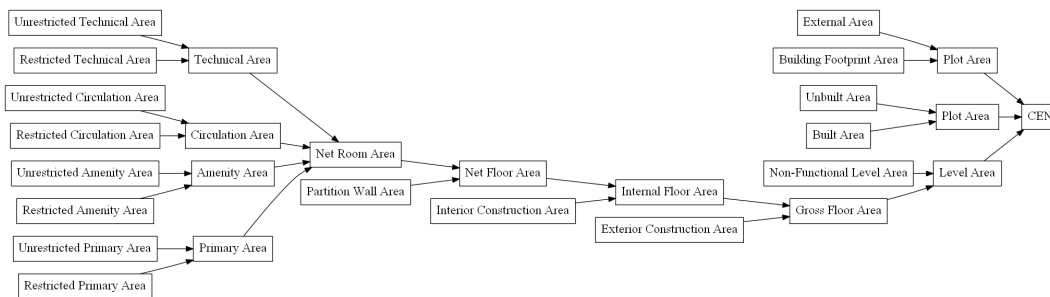 Unrestricted Technical Area
External Area
Restricted Technical Area
Technical Area
Building Footprint Area
Plot Area
Unrestricted Circulation Area
Unbuilt Area
Plot Area
CEN
Restricted Circulation Area
Circulation Area
Built Area
Net Room Area
Unrestricted Amenity Area
Amenity Area
Net Floor Area
Non-Functional Level Area
Level Area
Partition Wall Area
Internal Floor Area
Restricted Amenity Area
Interior Construction Area
Gross Floor Area
Exterior Construction Area
Unrestricted Primary Area
Primary Area
Restricted Primary Area